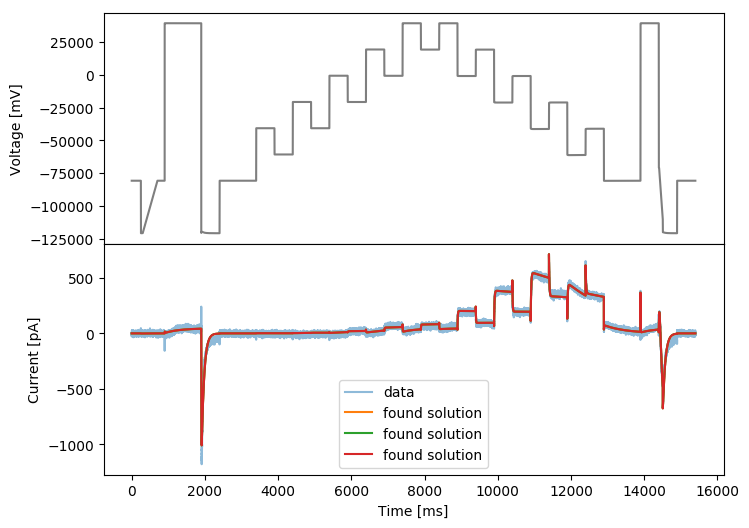 25000
0
−25000
−50000
−75000
−100000
−125000
Voltage [mV]
500
0
−500
−1000
Current [pA]
data
found solution
found solution
found solution
0 2000 4000 6000 8000 10000 12000 14000 16000
Time [ms]